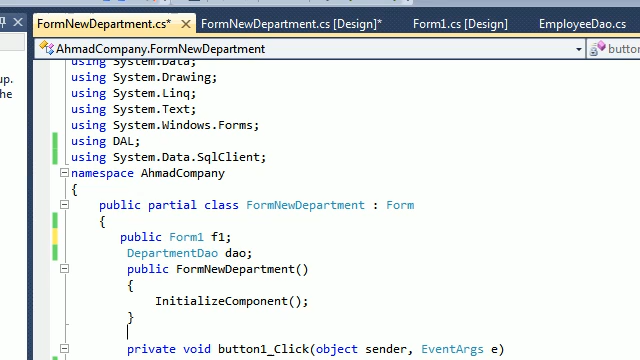 FormNewDepartment.cs* × FormNewDepartment.cs [Design]* Form1.cs [Design] EmployeeDao.cs
AhmadCompany.FormNewDepartment button
up.
he
using System.Data;
using System.Drawing;
using System.Linq;
using System.Text;
using System.Windows.Forms;
using DAL;
using System.Data.SqlClient;
namespace AhmadCompany
{
public partial class FormNewDepartment : Form
{
public Form1 f1;
DepartmentDao dao;
public FormNewDepartment()
{
InitializeComponent();
}
private void button1_Click(object sender, EventArgs e)